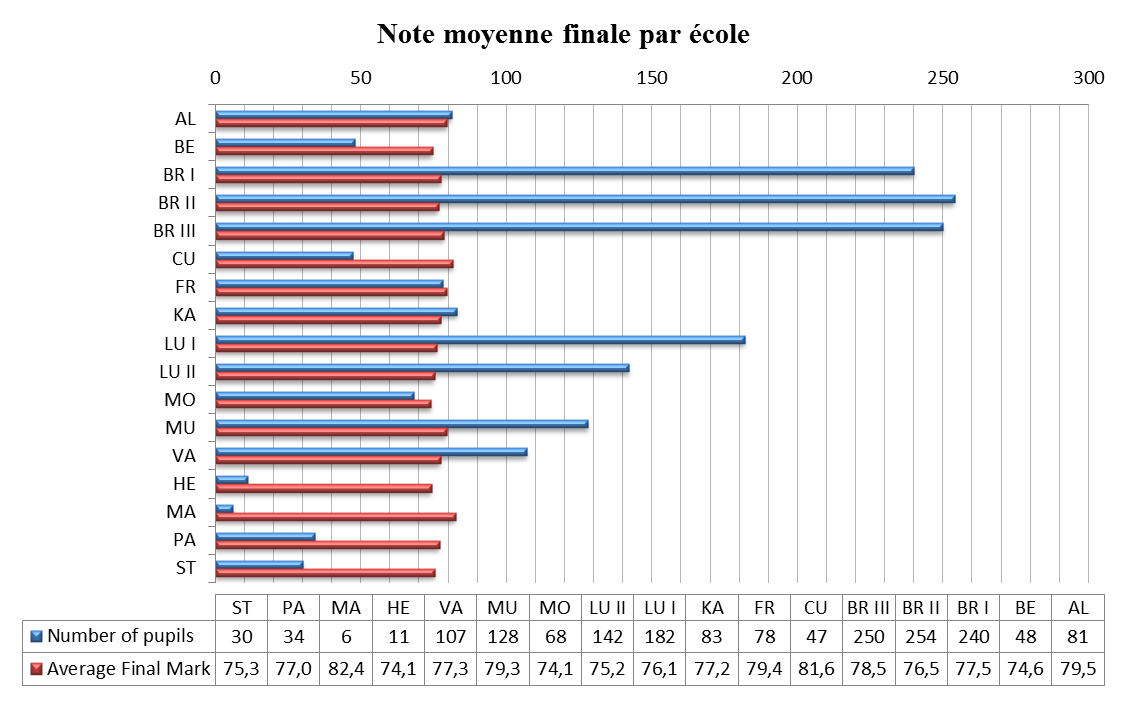 Note moyenne finale par école
0 50 100 150 200 250 300
AL
BE
BR I
BR II
BR III
CU
FR
KA
LU I
LU II
MO
MU
VA
HE
MA
PA
ST
ST PA MA HE VA MU MO LU II LU I KA FR CU BR III BR II BR I BE AL
Number of pupils 30 34 6 11 107 128 68 142 182 83 78 47 250 254 240 48 81
Average Final Mark 75,3 77,0 82,4 74,1 77,3 79,3 74,1 75,2 76,1 77,2 79,4 81,6 78,5 76,5 77,5 74,6 79,5